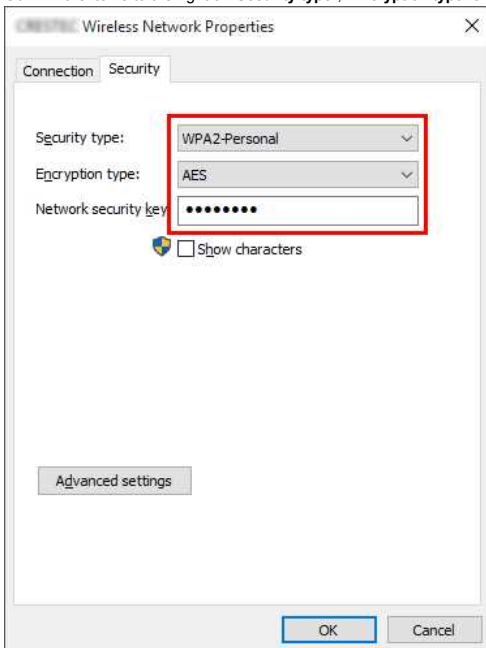 Wireless Network Properties
Connection Security
Security type: WPA2-Personal
Encryption type: AES
Network security key ••••••••
Show characters
Advanced settings
OK Cancel